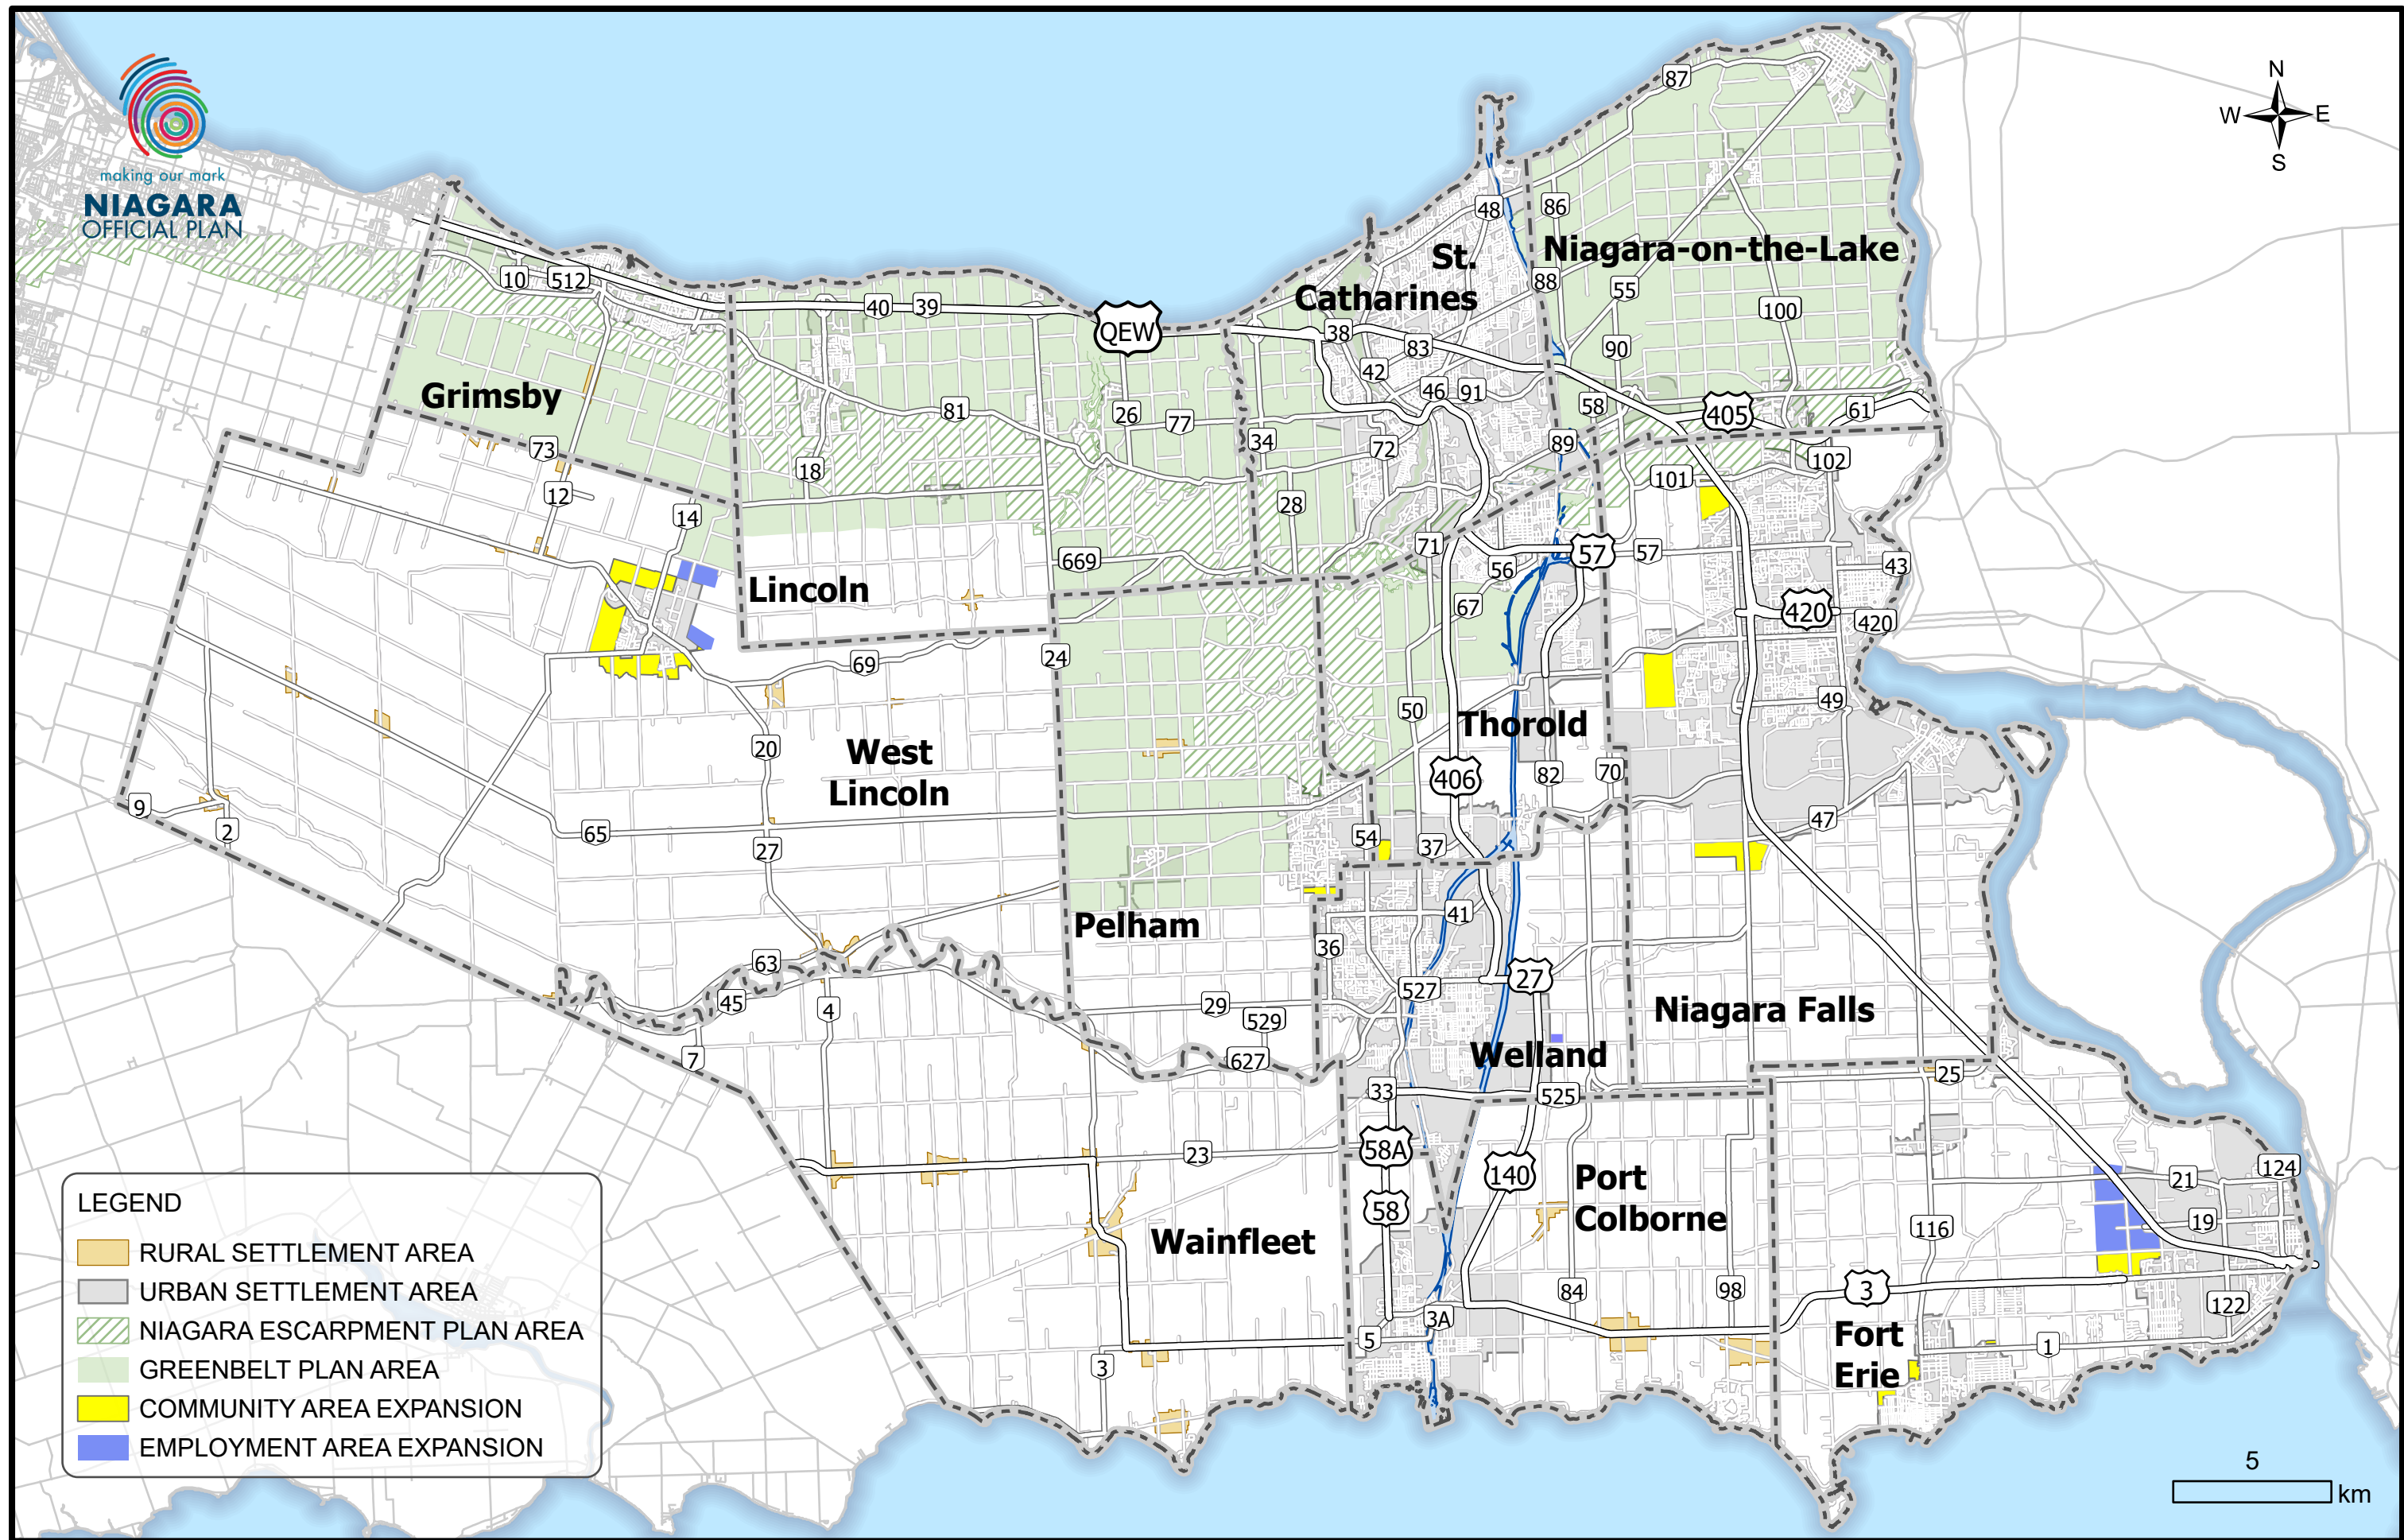 making our mark
NIAGARA
OFFICIAL PLAN
N
W E
S
87
48
86
St.
Catharines
Niagara-on-the-Lake
10
512
40
39
QEW
88
55
100
38
83
90
42
46
91
Grimsby
81
26
77
58
405
61
34
72
89
73
18
102
101
12
28
14
71
669
57
57
56
43
Lincoln
67
420
420
24
69
50
49
Thorold
20
West
Lincoln
406
82
70
9
2
65
27
54
37
47
Pelham
41
36
63
45
4
527
27
29
529
Niagara Falls
7
627
Welland
33
525
25
58A
23
140
Port
Colborne
58
Wainfleet
124
21
19
116
84
98
3
122
3A
5
3
Fort
Erie
1
LEGEND
RURAL SETTLEMENT AREA
URBAN SETTLEMENT AREA
NIAGARA ESCARPMENT PLAN AREA
GREENBELT PLAN AREA
COMMUNITY AREA EXPANSION
EMPLOYMENT AREA EXPANSION
5
km